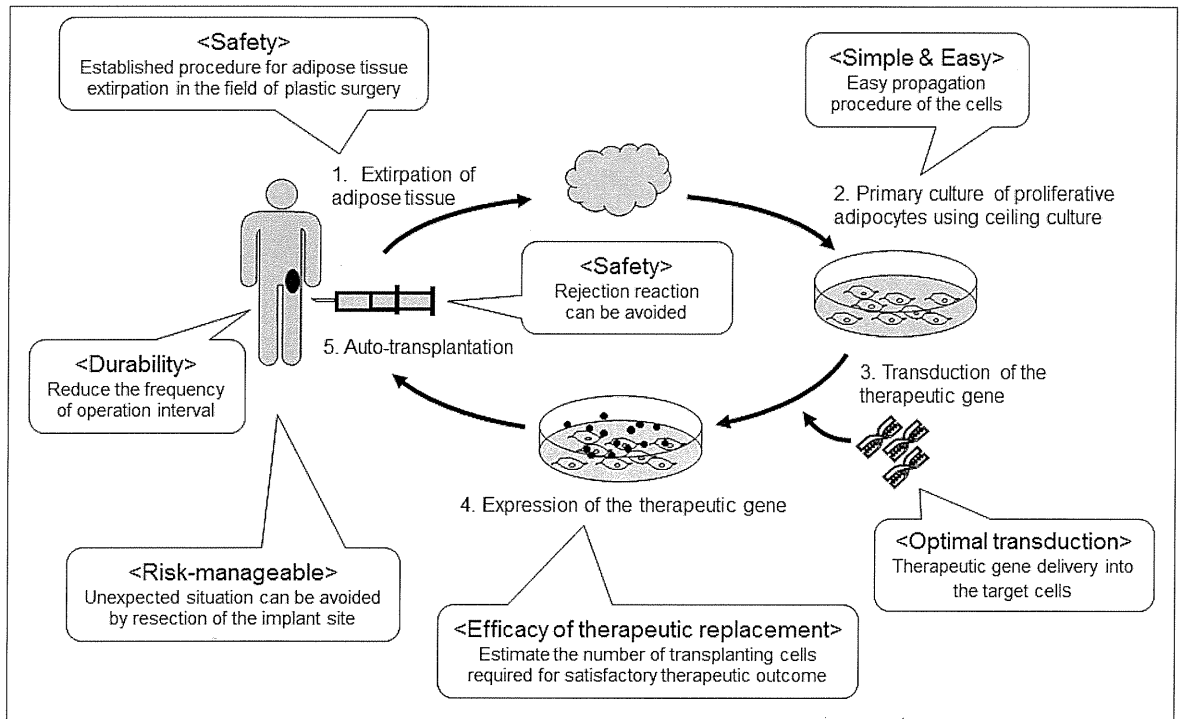 <Safety>
Established procedure for adipose tissue
extirpation in the field of plastic surgery
<Simple & Easy>
Easy propagation
procedure of the cells
1. Extirpation of
adipose tissue
2. Primary culture of proliferative
adipocytes using ceiling culture
<Safety>
Rejection reaction
can be avoided
5. Auto-transplantation
<Durability>
Reduce the frequency
of operation interval
3. Transduction of the
therapeutic gene
4. Expression of the therapeutic gene
<Optimal transduction>
Therapeutic gene delivery into
the target cells
<Risk-manageable>
Unexpected situation can be avoided
by resection of the implant site
<Efficacy of therapeutic replacement>
Estimate the number of transplanting cells
required for satisfactory therapeutic outcome